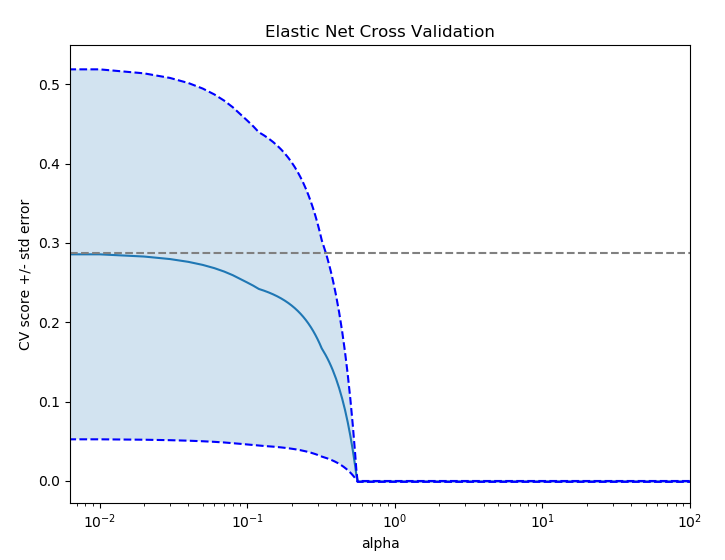 Elastic Net Cross Validation
CV score +/- std error
0.5
0.4
0.3
0.2
0.1
0.0
10⁻² 10⁻¹ 10⁰ 10¹ 10²
alpha